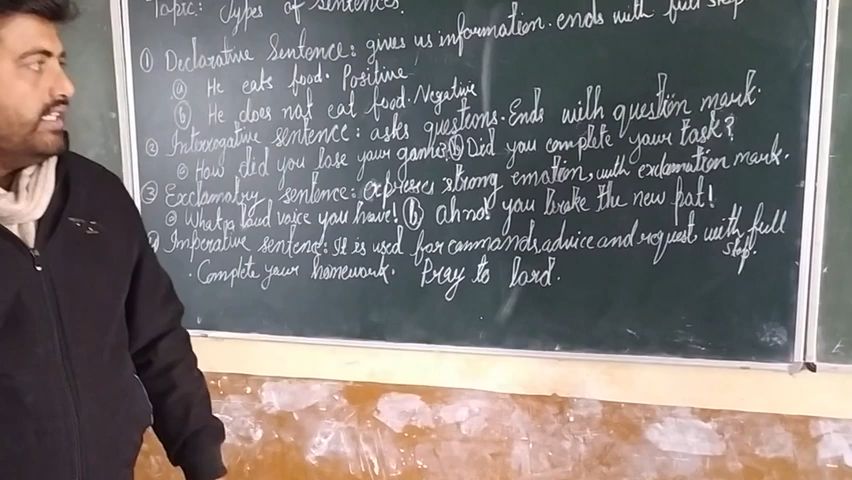 Topic: Types of sentences.
① Declarative Sentence: gives us information. ends with full stop
ⓐ He eats food. Positive
ⓑ He does not eat food. Negative
② Interrogative sentence: asks questions. Ends with question mark.
ⓐ How did you lose your game? ⓑ Did you complete your task?
③ Exclamatry sentence: expresses strong emotion, with exclamation mark.
ⓐ What a loud voice you have! ⓑ ah no! you broke the new pot!
④ Imperative sentence: It is used for commands, advice and request with full
stop.
. Complete your homework. Pray to lord.